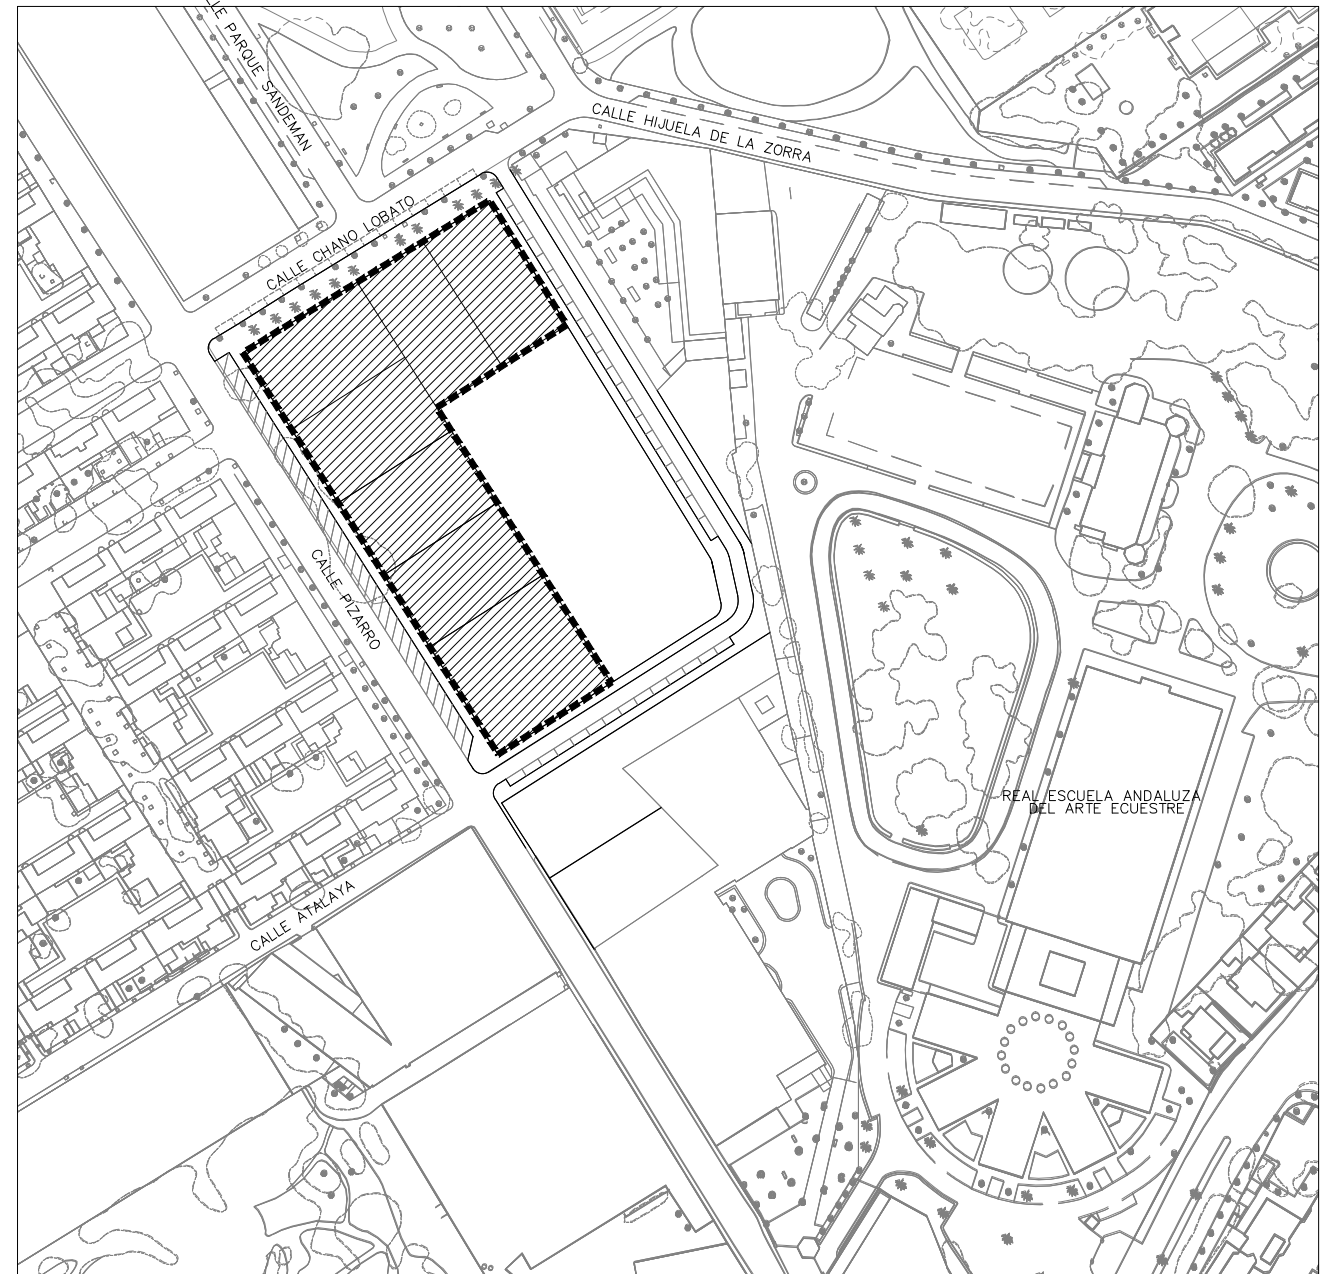 LE PARQUE SANDEMAN
CALLE HIJUELA DE LA ZORRA
CALLE CHANO LOBATO
CALLE PIZARRO
REAL ESCUELA ANDALUZA
DEL ARTE ECUESTRE
CALLE ATALAYA